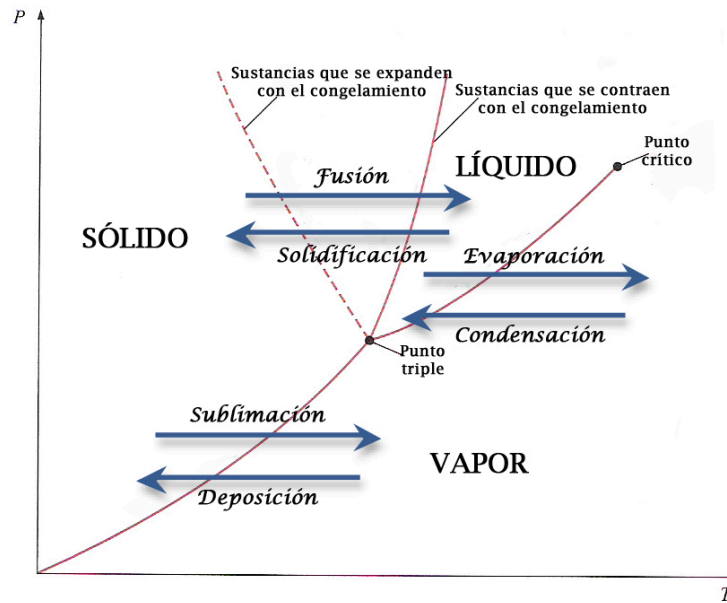 P
Sustancias que se expanden
con el congelamiento
Sustancias que se contraen
con el congelamiento
Punto
crítico
LÍQUIDO
Fusión
SÓLIDO
Solidificación
Evaporación
Condensación
Punto
triple
Sublimación
VAPOR
Deposición
T